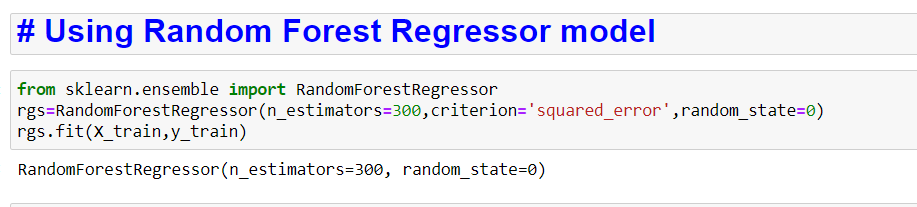 # Using Random Forest Regressor model
from sklearn.ensemble import RandomForestRegressor
rgs=RandomForestRegressor(n_estimators=300,criterion='squared_error',random_state=0)
rgs.fit(X_train,y_train)
RandomForestRegressor(n_estimators=300, random_state=0)